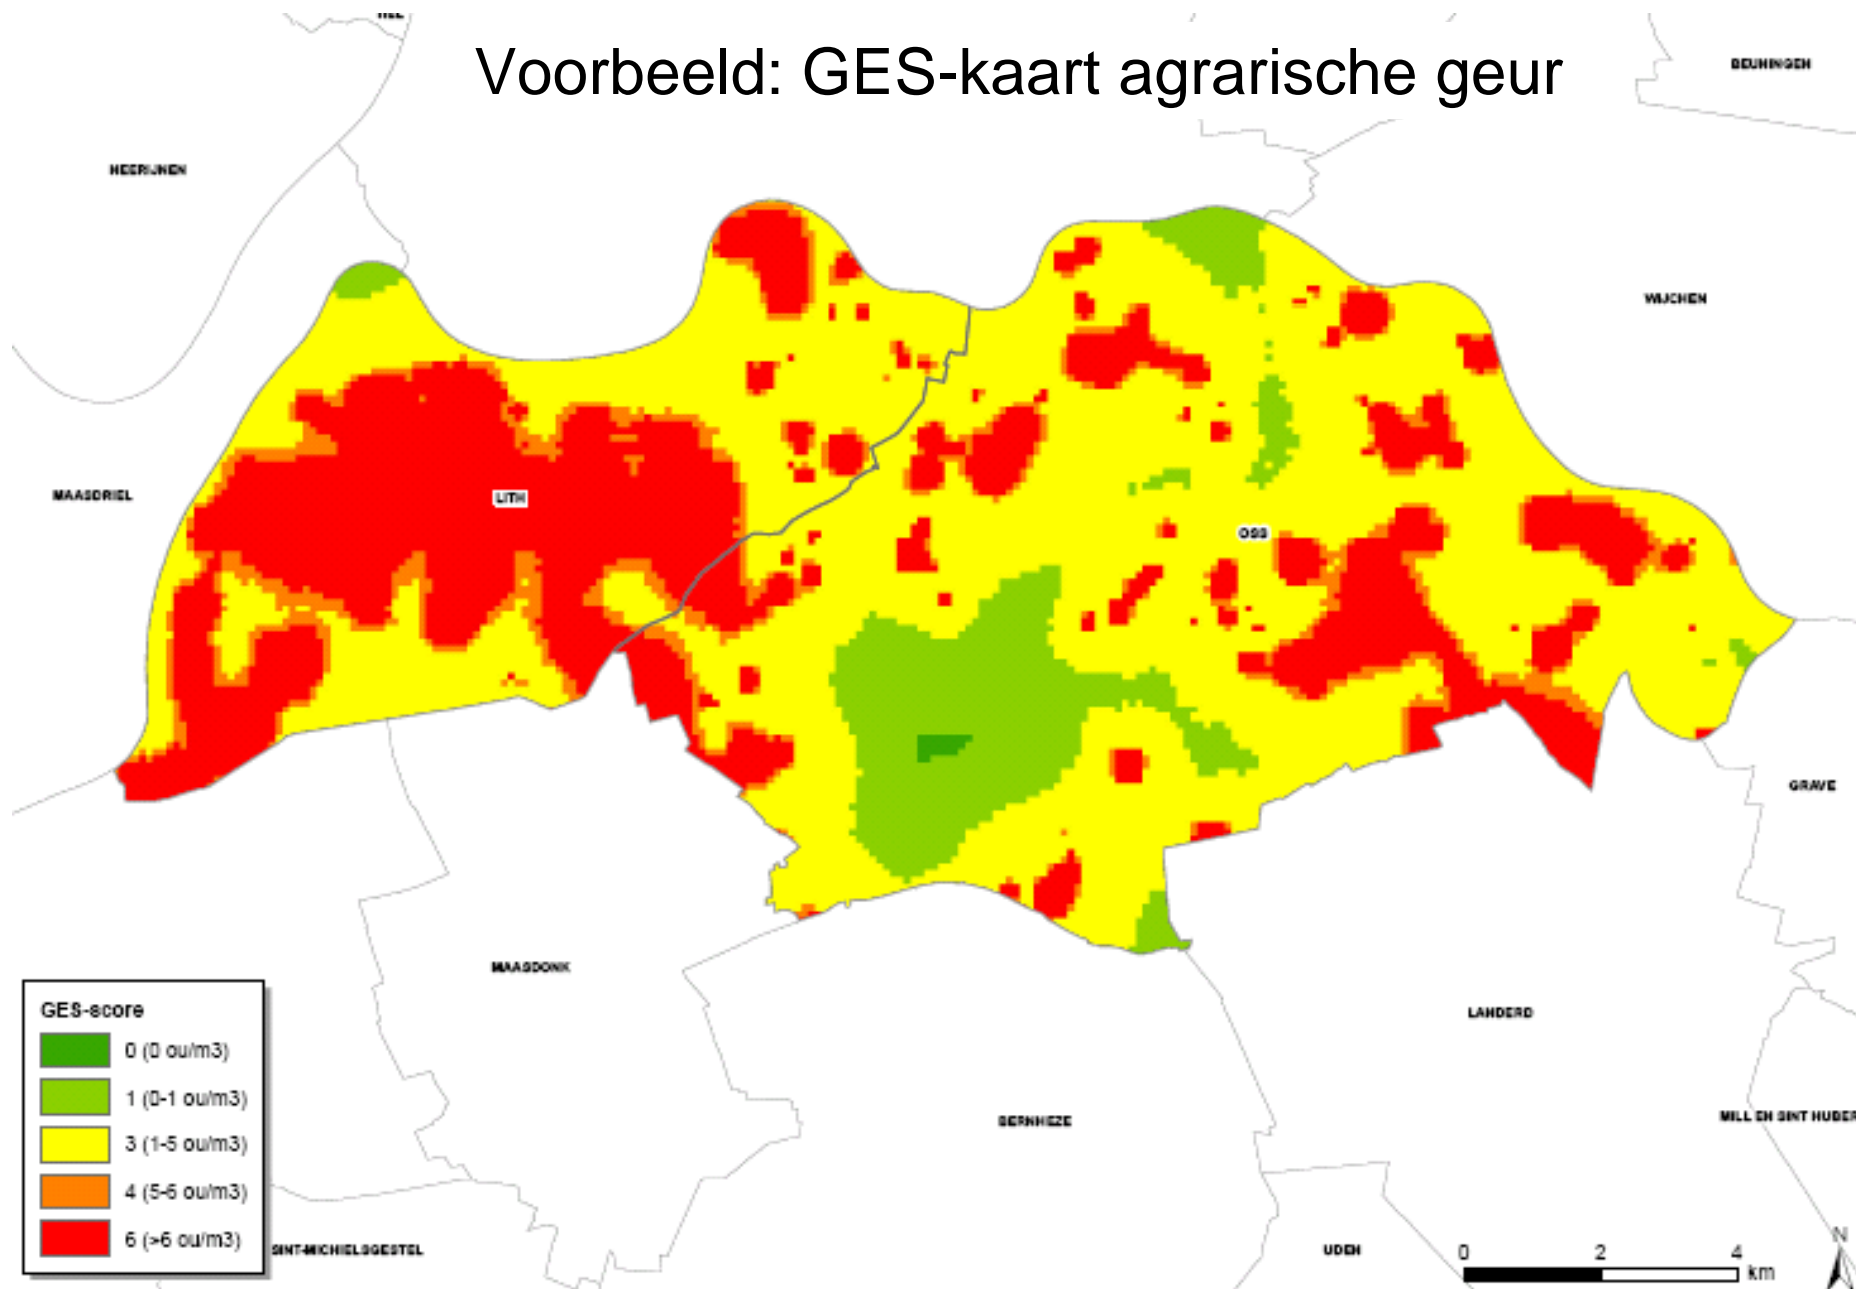 Voorbeeld: GES-kaart agrarische geur
BEUNINGEN
NEERIJNEN
WIJCHEN
MAASDRIEL
LITH
OSS
GRAVE
MAASDONK
LANDERD
BERNHEZE
MILL EN SINT HUBER
SINT-MICHIELSGESTEL
UDEN
GES-score
0 (0 ou/m3)
1 (0-1 ou/m3)
3 (1-5 ou/m3)
4 (5-6 ou/m3)
6 (>6 ou/m3)
0 2 4
km
N